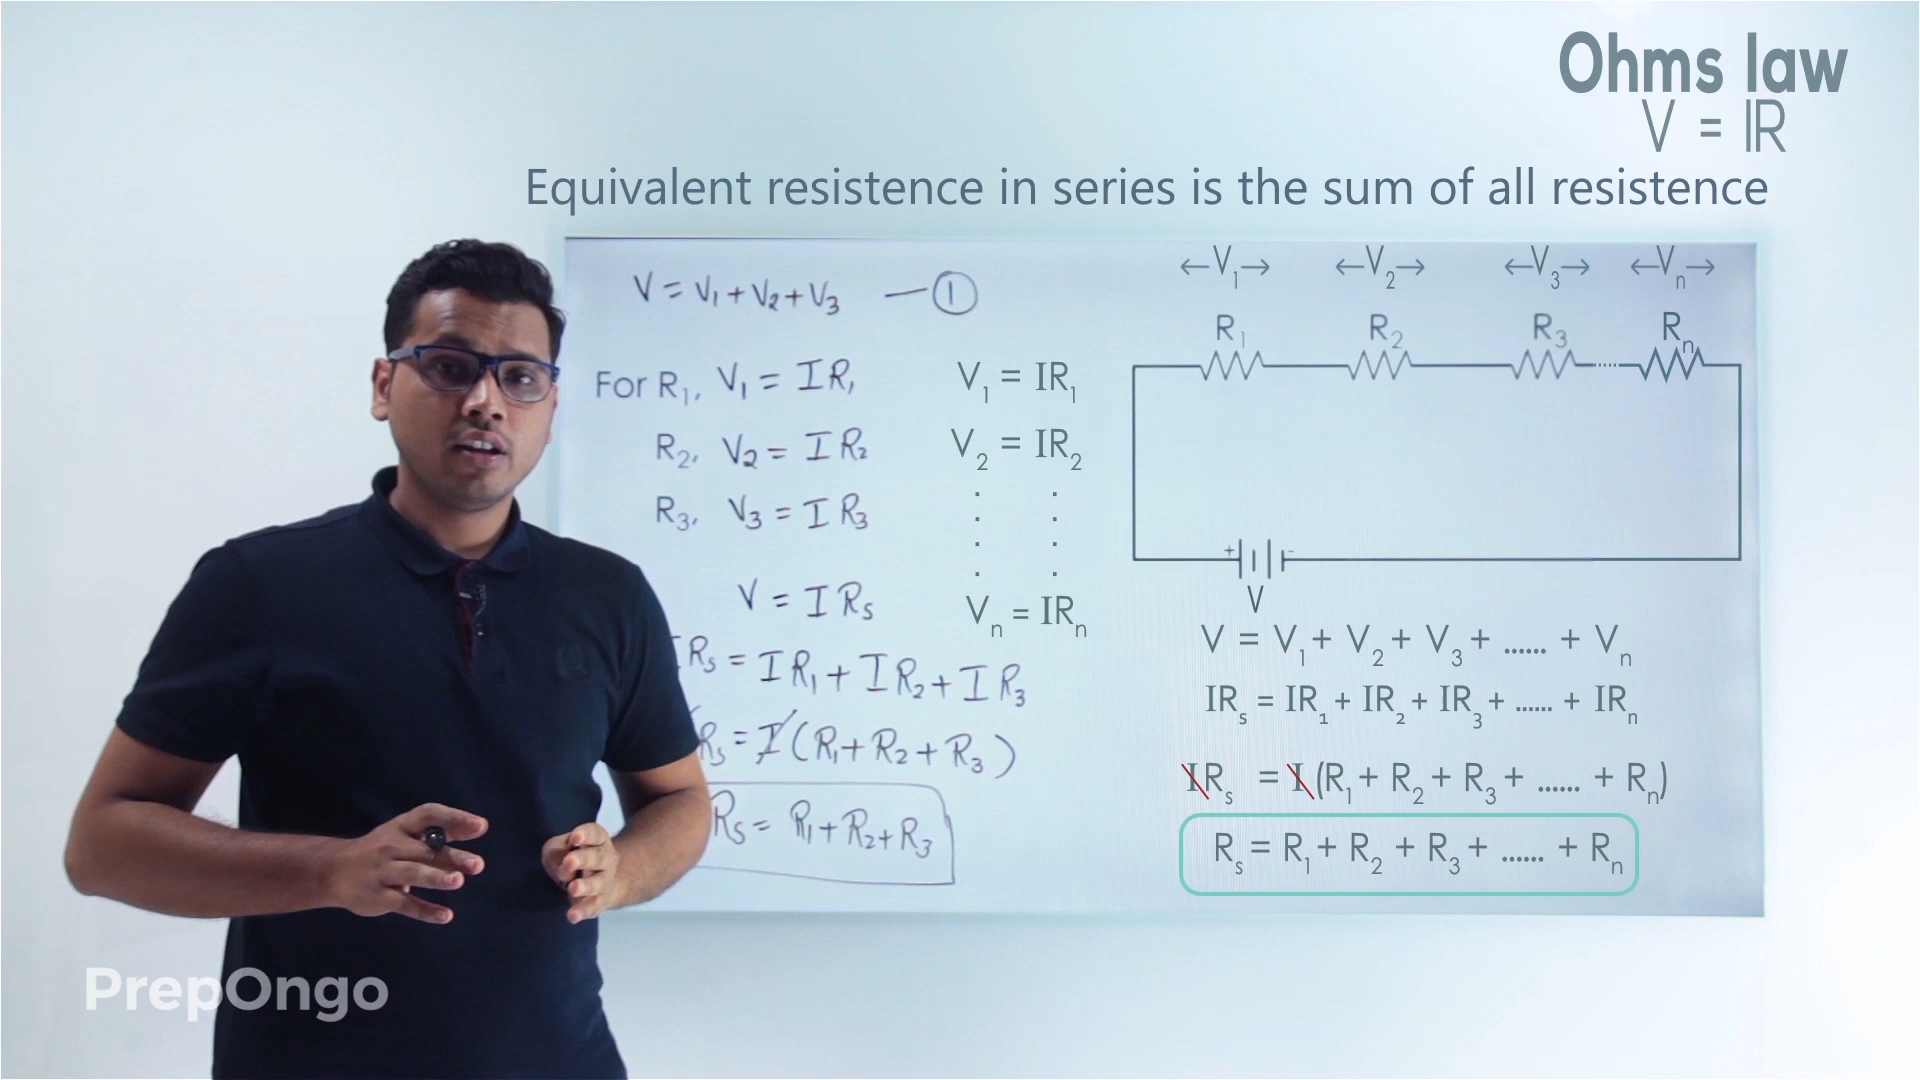 Ohms law
V = IR
Equivalent resistence in series is the sum of all resistence
V = V₁ + V₂ + V₃ — ①
For R₁, V₁ = IR₁
R₂, V₂ = IR₂
R₃, V₃ = IR₃
V = IRₛ
IRₛ = IR₁ + IR₂ + IR₃
Rₛ = I(R₁ + R₂ + R₃)
Rₛ = R₁ + R₂ + R₃
V₁ = IR₁
V₂ = IR₂
. .
. .
. .
. .
Vₙ = IRₙ
←V₁→ ←V₂→ ←V₃→ ←Vₙ→
R₁ R₂ R₃ Rₙ
+ -
V
V = V₁ + V₂ + V₃ + ...... + Vₙ
IRₛ = IR₁ + IR₂ + IR₃ + ...... + IRₙ
IRₛ = I (R₁ + R₂ + R₃ + ...... + Rₙ)
Rₛ = R₁ + R₂ + R₃ + ...... + Rₙ
PrepOngo